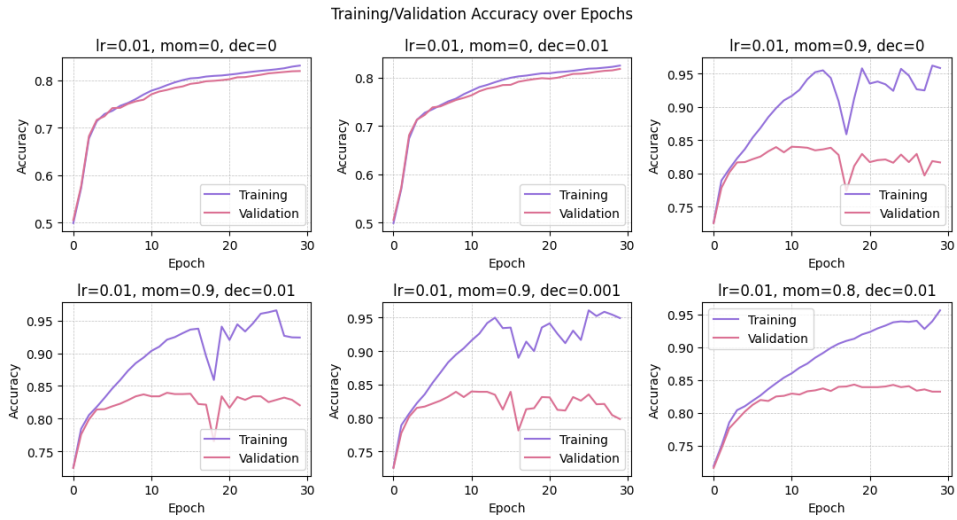 Training/Validation Accuracy over Epochs
lr=0.01, mom=0, dec=0
Accuracy
0.8
0.7
0.6
0.5
Training
Validation
0 10 20 30
Epoch
lr=0.01, mom=0, dec=0.01
Accuracy
0.8
0.7
0.6
0.5
Training
Validation
0 10 20 30
Epoch
lr=0.01, mom=0.9, dec=0
Accuracy
0.95
0.90
0.85
0.80
0.75
Training
Validation
0 10 20 30
Epoch
lr=0.01, mom=0.9, dec=0.01
Accuracy
0.95
0.90
0.85
0.80
0.75
Training
Validation
0 10 20 30
Epoch
lr=0.01, mom=0.9, dec=0.001
Accuracy
0.95
0.90
0.85
0.80
0.75
Training
Validation
0 10 20 30
Epoch
lr=0.01, mom=0.8, dec=0.01
Accuracy
0.95
0.90
0.85
0.80
0.75
Training
Validation
0 10 20 30
Epoch